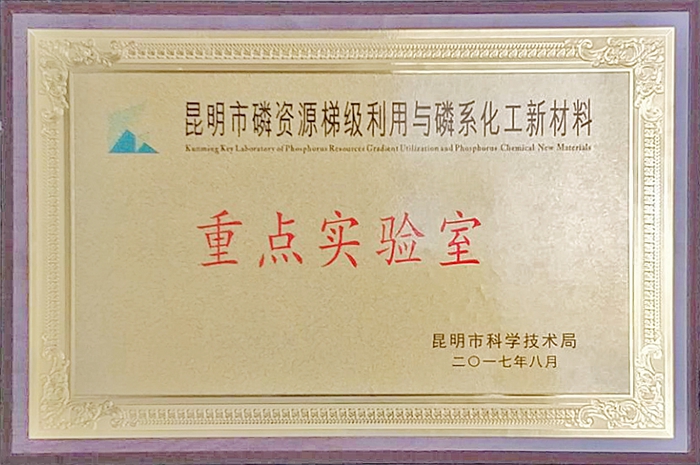 昆明市磷资源梯级利用与磷系化工新材料
Kunming Key Laboratory of Phosphorus Resources Gradient Utilization and Phosphorus Chemical New Materials
重点实验室
昆明市科学技术局
二〇一七年八月